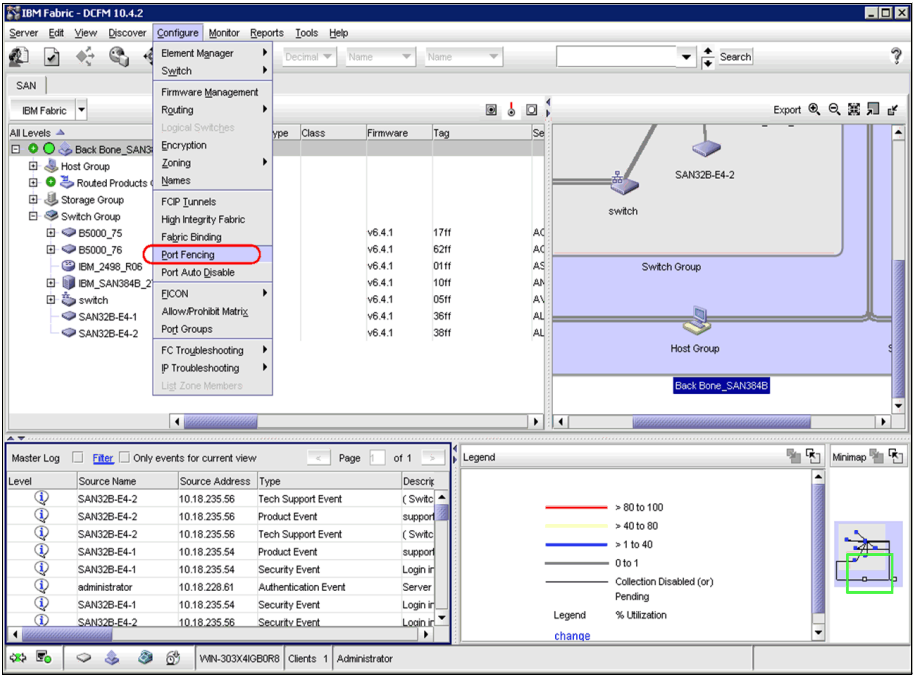 IBM Fabric - DCFM 10.4.2
Server Edit View Discover Configure Monitor Reports Tools Help
Decimal Name Name Search
SAN
IBM Fabric
Export
All Levels
ype Class Firmware Tag Se
Back Bone_SAN3
Host Group
Routed Products
Storage Group
Switch Group
B5000_75 v6.4.1 17ff AC
B5000_76 v6.4.1 62ff AC
IBM_2498_R06 v6.4.1 01ff AS
IBM_SAN384B_2 v6.4.1 10ff AN
switch v6.4.1 05ff AV
SAN32B-E4-1 v6.4.1 36ff AL
SAN32B-E4-2 v6.4.1 38ff AL
Element Manager
Switch
Firmware Management
Routing
Logical Switches
Encryption
Zoning
Names
FCIP Tunnels
High Integrity Fabric
Fabric Binding
Port Fencing
Port Auto Disable
FICON
Allow/Prohibit Matrix
Port Groups
FC Troubleshooting
IP Troubleshooting
List Zone Members
SAN32B-E4-2
switch
Switch Group
Host Group
S
Back Bone_SAN384B
Master Log Filter Only events for current view < Page 1 of 1 >
Level Source Name Source Address Type Descrip
SAN32B-E4-2 10.18.235.56 Tech Support Event ( Switc
SAN32B-E4-2 10.18.235.56 Product Event support
SAN32B-E4-2 10.18.235.56 Tech Support Event ( Switc
SAN32B-E4-1 10.18.235.54 Product Event support
SAN32B-E4-1 10.18.235.54 Security Event Login in
administrator 10.18.228.61 Authentication Event Server
SAN32B-E4-1 10.18.235.54 Security Event Login in
SAN32B-E4-2 10.18.235.56 Security Event Login in
Legend
> 80 to 100
> 40 to 80
> 1 to 40
0 to 1
Collection Disabled (or)
Pending
Legend % Utilization
change
Minimap
WIN-303X4IGB0R8 Clients 1 Administrator